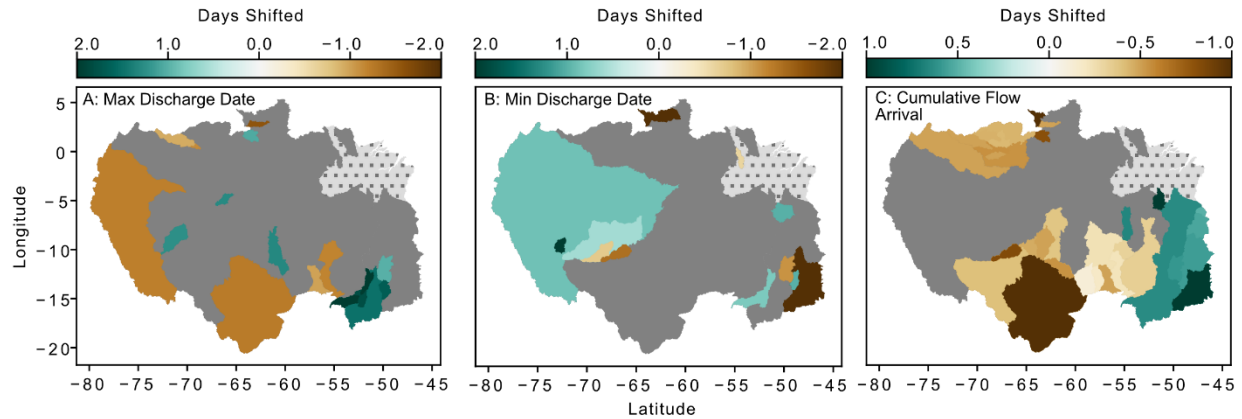 Days Shifted
2.0 1.0 0.0 −1.0 −2.0
A: Max Discharge Date
5
0
−5
−10
−15
−20
Longitude
−80 −75 −70 −65 −60 −55 −50 −45
Days Shifted
2.0 1.0 0.0 −1.0 −2.0
B: Min Discharge Date
−80 −75 −70 −65 −60 −55 −50 −45
Latitude
Days Shifted
1.0 0.5 0.0 −0.5 −1.0
C: Cumulative Flow
Arrival
−80 −75 −70 −65 −60 −55 −50 −45